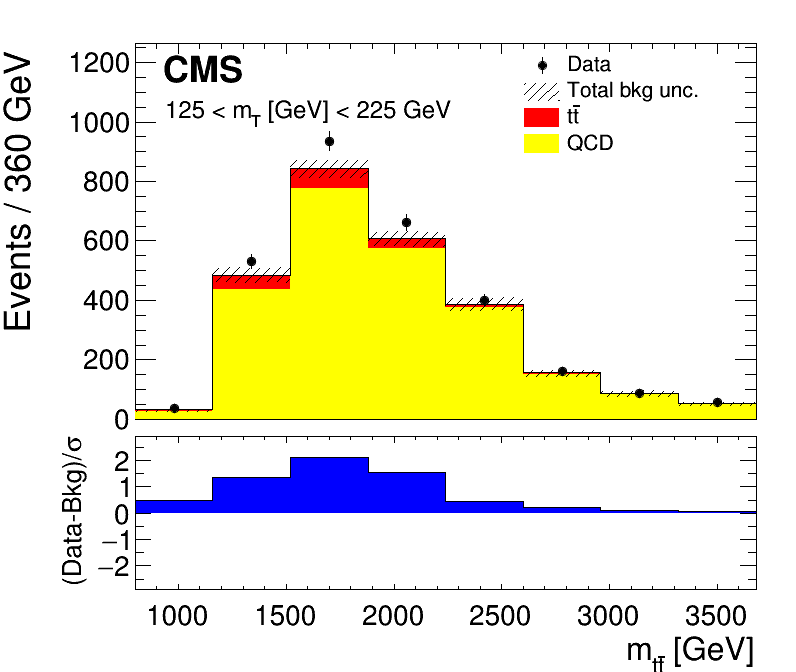 CMS
125 < m_T [GeV] < 225 GeV
Data
Total bkg unc.
tt̄
QCD
Events / 360 GeV
1200
1000
800
600
400
200
0
(Data-Bkg)/σ
2
1
0
−1
−2
1000 1500 2000 2500 3000 3500
m_tt̄ [GeV]